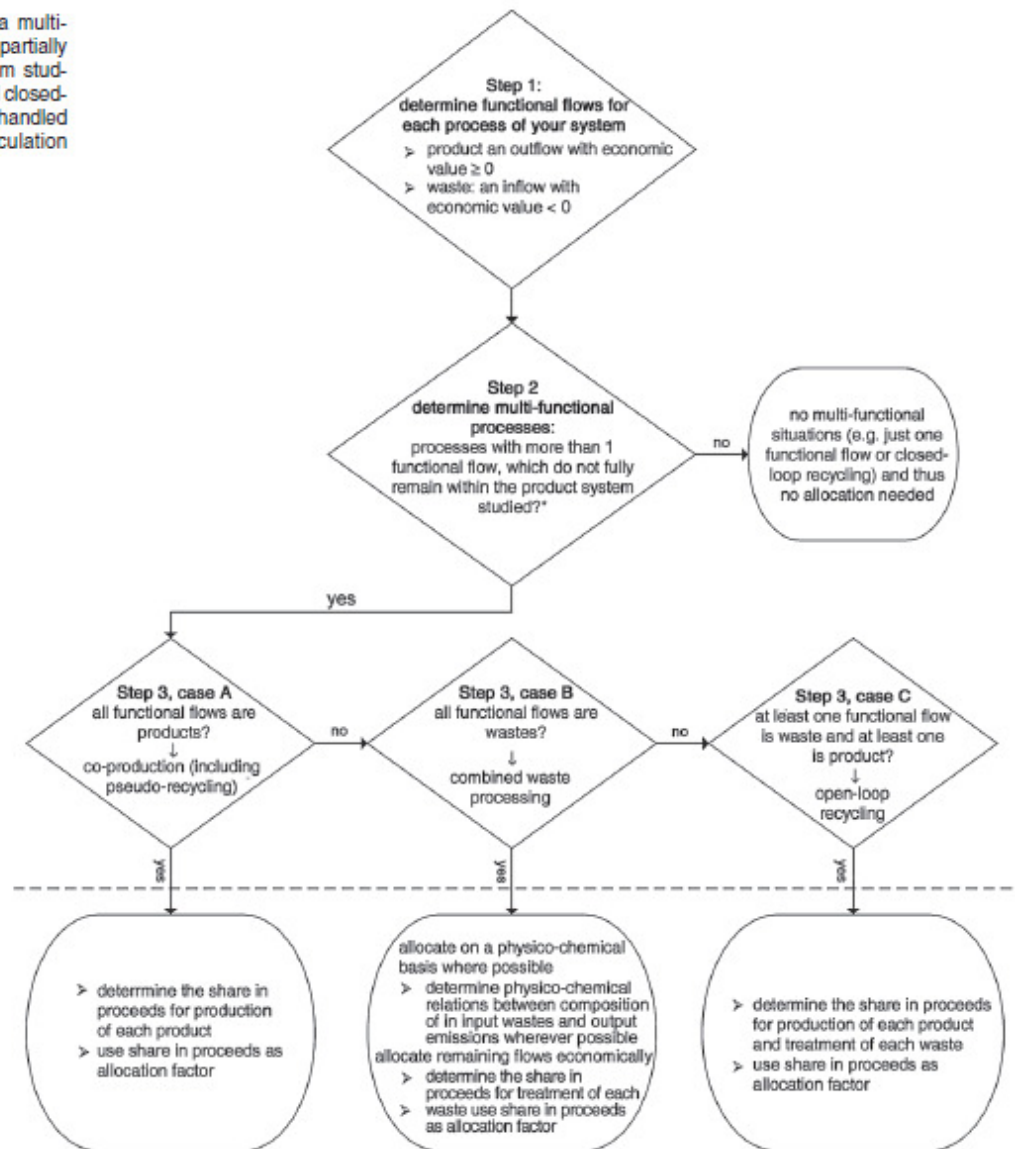 a multi-
partially
m stud-
closed-
handled
culation
Step 1:
determine functional flows for
each process of your system
➢ product an outflow with economic
value ≥ 0
➢ waste: an inflow with
economic value < 0
Step 2
determine multi-functional
processes:
processes with more than 1
functional flow, which do not fully
remain within the product system
studied?*
no
no multi-functional
situations (e.g. just one
functional flow or closed-
loop recycling) and thus
no allocation needed
yes
Step 3, case A
all functional flows are
products?
↓
co-production (including
pseudo-recycling)
no
Step 3, case B
all functional flows are
wastes?
↓
combined waste
processing
no
Step 3, case C
at least one functional flow
is waste and at least one
is product?
↓
open-loop
recycling
yes
yes
yes
➢ deterrmine the share in
proceeds for production
of each product
➢ use share in proceeds as
allocation factor
allocate on a physico-chemical
basis where possible
➢ determine physico-chemical
relations between composition
of in input wastes and output
emissions wherever possible
allocate remaining flows economically
➢ determine the share in
proceeds for treatment of each
➢ waste use share in proceeds
as allocation factor
➢ determine the share in proceeds
for production of each product
and treatment of each waste
➢ use share in proceeds as
allocation factor